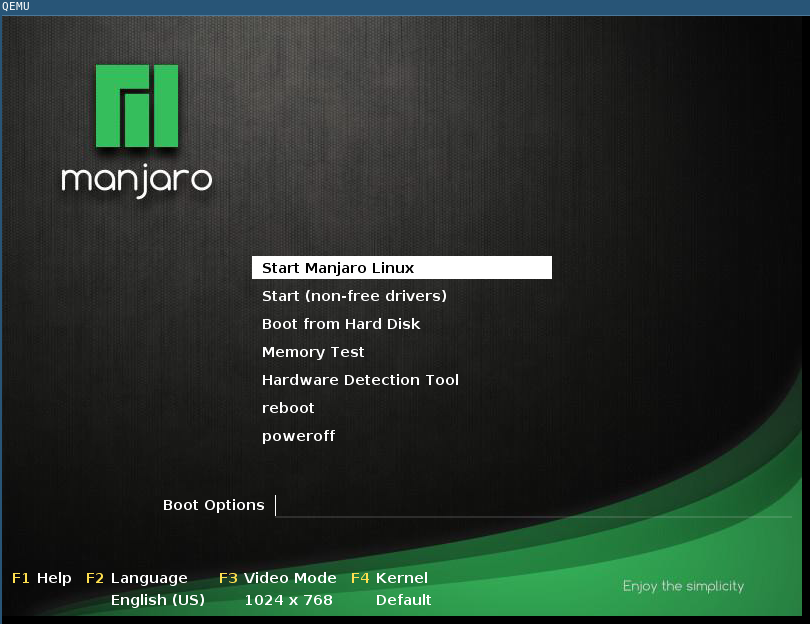 QEMU
manjaro
Start Manjaro Linux
Start (non-free drivers)
Boot from Hard Disk
Memory Test
Hardware Detection Tool
reboot
poweroff
Boot Options
F1 Help F2 Language F3 Video Mode F4 Kernel
English (US) 1024 x 768 Default
Enjoy the simplicity